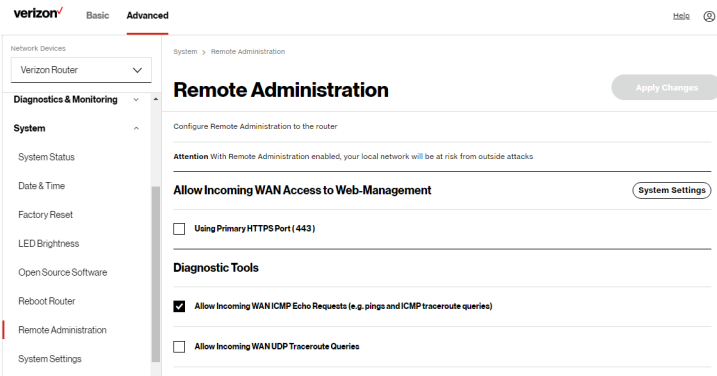 verizon
Basic
Advanced
Help
Network Devices
Verizon Router
Diagnostics & Monitoring
System
System Status
Date & Time
Factory Reset
LED Brightness
Open Source Software
Reboot Router
Remote Administration
System Settings
System > Remote Administration
Remote Administration
Apply Changes
Configure Remote Administration to the router
Attention With Remote Administration enabled, your local network will be at risk from outside attacks
Allow Incoming WAN Access to Web-Management
System Settings
Using Primary HTTPS Port ( 443 )
Diagnostic Tools
Allow Incoming WAN ICMP Echo Requests (e.g. pings and ICMP traceroute queries)
Allow Incoming WAN UDP Traceroute Queries